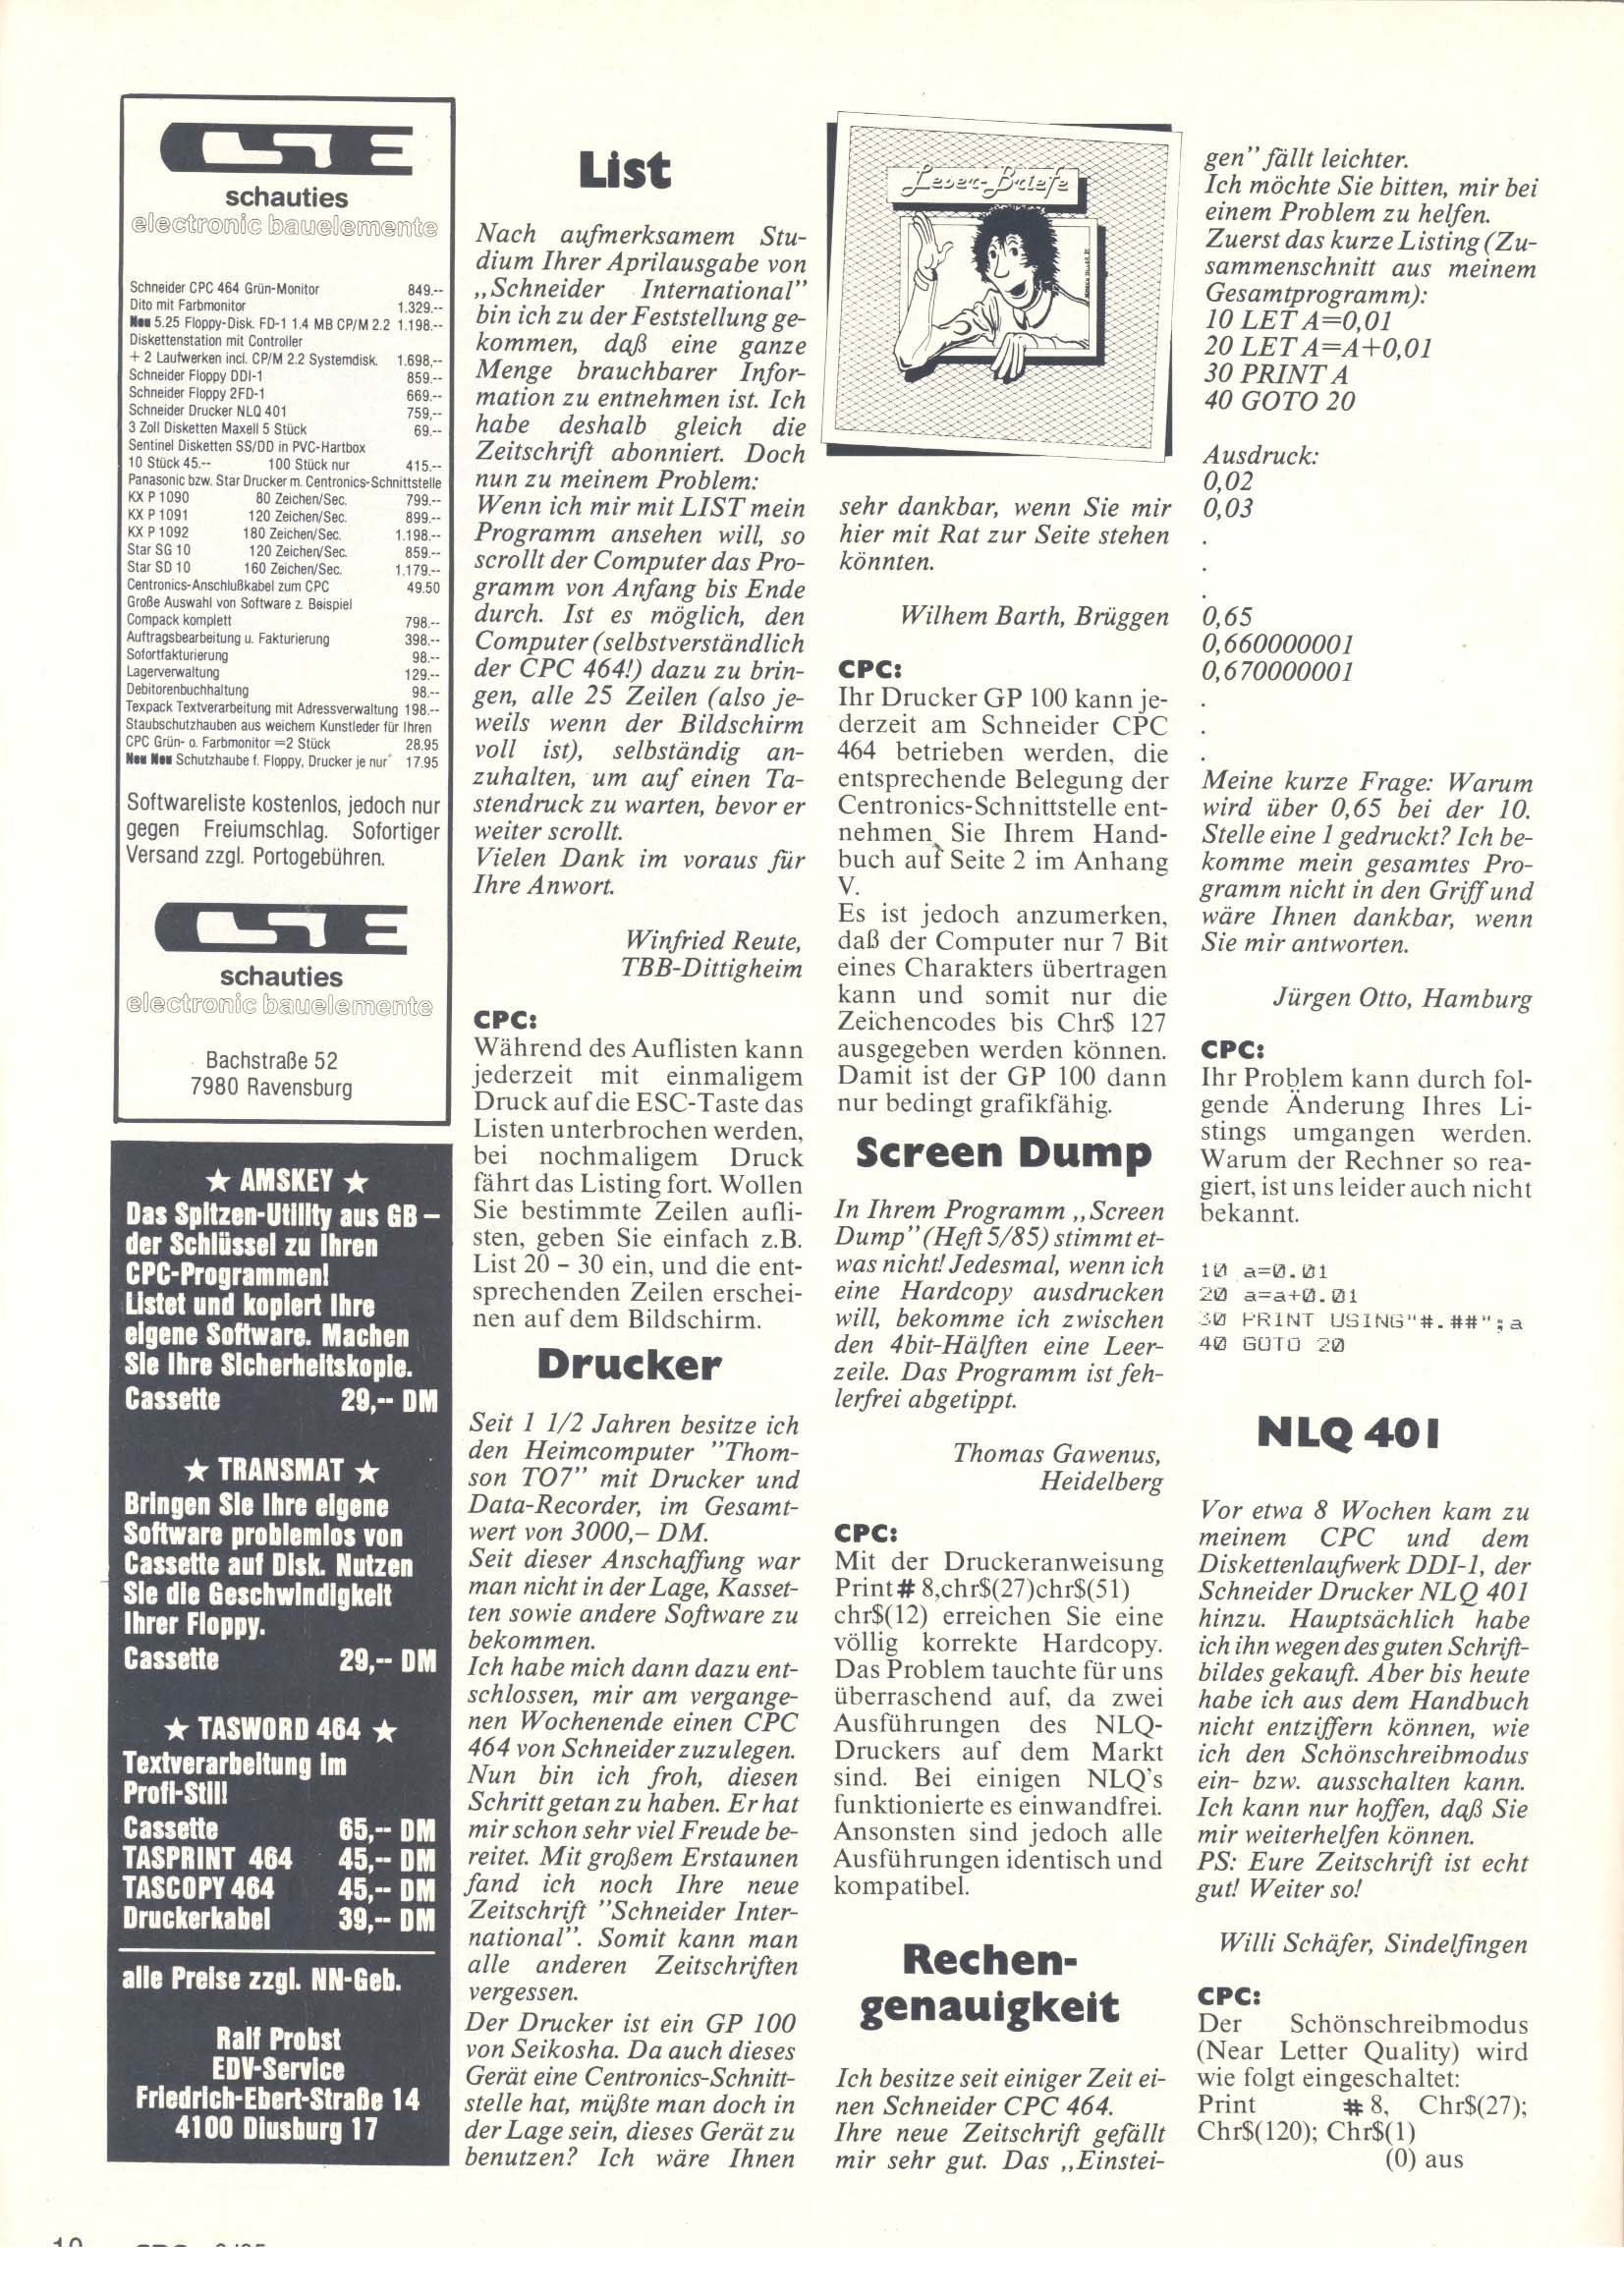 CSE
schauties
electronic bauelemente
Schneider CPC 464 Grün-Monitor 849.--
Dito mit Farbmonitor 1.329.--
Neu 5.25 Floppy-Disk. FD-1 1.4 MB CP/M 2.2 1.198.--
Diskettenstation mit Controller
+ 2 Laufwerken incl. CP/M 2.2 Systemdisk. 1.698,--
Schneider Floppy DDI-1 859.--
Schneider Floppy 2FD-1 669.--
Schneider Drucker NLQ 401 759,--
3 Zoll Disketten Maxell 5 Stück 69.--
Sentinel Disketten SS/DD in PVC-Hartbox
10 Stück 45.-- 100 Stück nur 415.--
Panasonic bzw. Star Drucker m. Centronics-Schnittstelle
KX P 1090 80 Zeichen/Sec. 799.--
KX P 1091 120 Zeichen/Sec. 899.--
KX P 1092 180 Zeichen/Sec. 1.198.--
Star SG 10 120 Zeichen/Sec. 859.--
Star SD 10 160 Zeichen/Sec. 1.179.--
Centronics-Anschlußkabel zum CPC 49.50
Große Auswahl von Software z. Beispiel
Compack komplett 798.--
Auftragsbearbeitung u. Fakturierung 398.--
Sofortfakturierung 98.--
Lagerverwaltung 129.--
Debitorenbuchhaltung 98.--
Texpack Textverarbeitung mit Adressverwaltung 198.--
Staubschutzhauben aus weichem Kunstleder für Ihren
CPC Grün- o. Farbmonitor =2 Stück 28.95
Neu Neu Schutzhaube f. Floppy, Drucker je nur 17.95
Softwareliste kostenlos, jedoch nur
gegen Freiumschlag. Sofortiger
Versand zzgl. Portogebühren.
CSE
schauties
electronic bauelemente
Bachstraße 52
7980 Ravensburg
★ AMSKEY ★
Das Spitzen-Utility aus GB –
der Schlüssel zu Ihren
CPC-Programmen!
Listet und kopiert Ihre
eigene Software. Machen
Sie Ihre Sicherheitskopie.
Cassette 29,-- DM
★ TRANSMAT ★
Bringen Sie Ihre eigene
Software problemlos von
Cassette auf Disk. Nutzen
Sie die Geschwindigkeit
Ihrer Floppy.
Cassette 29,-- DM
★ TASWORD 464 ★
Textverarbeitung im
Profi-Stil!
Cassette 65,-- DM
TASPRINT 464 45,-- DM
TASCOPY 464 45,-- DM
Druckerkabel 39,-- DM
alle Preise zzgl. NN-Geb.
Ralf Probst
EDV-Service
Friedrich-Ebert-Straße 14
4100 Diusburg 17
List
Nach aufmerksamem Stu-
dium Ihrer Aprilausgabe von
„Schneider International"
bin ich zu der Feststellung ge-
kommen, daß eine ganze
Menge brauchbarer Infor-
mation zu entnehmen ist. Ich
habe deshalb gleich die
Zeitschrift abonniert. Doch
nun zu meinem Problem:
Wenn ich mir mit LIST mein
Programm ansehen will, so
scrollt der Computer das Pro-
gramm von Anfang bis Ende
durch. Ist es möglich, den
Computer (selbstverständlich
der CPC 464!) dazu zu brin-
gen, alle 25 Zeilen (also je-
weils wenn der Bildschirm
voll ist), selbständig an-
zuhalten, um auf einen Ta-
stendruck zu warten, bevor er
weiter scrollt.
Vielen Dank im voraus für
Ihre Anwort.
Winfried Reute,
TBB-Dittigheim
CPC:
Während des Auflisten kann
jederzeit mit einmaligem
Druck auf die ESC-Taste das
Listen unterbrochen werden,
bei nochmaligem Druck
fährt das Listing fort. Wollen
Sie bestimmte Zeilen aufli-
sten, geben Sie einfach z.B.
List 20 – 30 ein, und die ent-
sprechenden Zeilen erschei-
nen auf dem Bildschirm.
Drucker
Seit 1 1/2 Jahren besitze ich
den Heimcomputer "Thom-
son TO7" mit Drucker und
Data-Recorder, im Gesamt-
wert von 3000,– DM.
Seit dieser Anschaffung war
man nicht in der Lage, Kasset-
ten sowie andere Software zu
bekommen.
Ich habe mich dann dazu ent-
schlossen, mir am vergange-
nen Wochenende einen CPC
464 von Schneider zuzulegen.
Nun bin ich froh, diesen
Schritt getan zu haben. Er hat
mir schon sehr viel Freude be-
reitet. Mit großem Erstaunen
fand ich noch Ihre neue
Zeitschrift "Schneider Inter-
national". Somit kann man
alle anderen Zeitschriften
vergessen.
Der Drucker ist ein GP 100
von Seikosha. Da auch dieses
Gerät eine Centronics-Schnitt-
stelle hat, müßte man doch in
der Lage sein, dieses Gerät zu
benutzen? Ich wäre Ihnen
Leser-Briefe
sehr dankbar, wenn Sie mir
hier mit Rat zur Seite stehen
könnten.
Wilhem Barth, Brüggen
CPC:
Ihr Drucker GP 100 kann je-
derzeit am Schneider CPC
464 betrieben werden, die
entsprechende Belegung der
Centronics-Schnittstelle ent-
nehmen Sie Ihrem Hand-
buch auf Seite 2 im Anhang
V.
Es ist jedoch anzumerken,
daß der Computer nur 7 Bit
eines Charakters übertragen
kann und somit nur die
Zeichencodes bis Chr$ 127
ausgegeben werden können.
Damit ist der GP 100 dann
nur bedingt grafikfähig.
Screen Dump
In Ihrem Programm „Screen
Dump" (Heft 5/85) stimmt et-
was nicht! Jedesmal, wenn ich
eine Hardcopy ausdrucken
will, bekomme ich zwischen
den 4bit-Hälften eine Leer-
zeile. Das Programm ist feh-
lerfrei abgetippt.
Thomas Gawenus,
Heidelberg
CPC:
Mit der Druckeranweisung
Print # 8,chr$(27)chr$(51)
chr$(12) erreichen Sie eine
völlig korrekte Hardcopy.
Das Problem tauchte für uns
überraschend auf, da zwei
Ausführungen des NLQ-
Druckers auf dem Markt
sind. Bei einigen NLQ's
funktionierte es einwandfrei.
Ansonsten sind jedoch alle
Ausführungen identisch und
kompatibel.
Rechen-
genauigkeit
Ich besitze seit einiger Zeit ei-
nen Schneider CPC 464.
Ihre neue Zeitschrift gefällt
mir sehr gut. Das „Einstei-
gen" fällt leichter.
Ich möchte Sie bitten, mir bei
einem Problem zu helfen.
Zuerst das kurze Listing (Zu-
sammenschnitt aus meinem
Gesamtprogramm):
10 LET A=0,01
20 LET A=A+0,01
30 PRINT A
40 GOTO 20
Ausdruck:
0,02
0,03
.
.
.
0,65
0,660000001
0,670000001
.
.
.
Meine kurze Frage: Warum
wird über 0,65 bei der 10.
Stelle eine 1 gedruckt? Ich be-
komme mein gesamtes Pro-
gramm nicht in den Griff und
wäre Ihnen dankbar, wenn
Sie mir antworten.
Jürgen Otto, Hamburg
CPC:
Ihr Problem kann durch fol-
gende Änderung Ihres Li-
stings umgangen werden.
Warum der Rechner so rea-
giert, ist uns leider auch nicht
bekannt.
10 a=0.01
20 a=a+0.01
30 PRINT USING"#.##";a
40 GOTO 20
NLQ 401
Vor etwa 8 Wochen kam zu
meinem CPC und dem
Diskettenlaufwerk DDI-1, der
Schneider Drucker NLQ 401
hinzu. Hauptsächlich habe
ich ihn wegen des guten Schrift-
bildes gekauft. Aber bis heute
habe ich aus dem Handbuch
nicht entziffern können, wie
ich den Schönschreibmodus
ein- bzw. ausschalten kann.
Ich kann nur hoffen, daß Sie
mir weiterhelfen können.
PS: Eure Zeitschrift ist echt
gut! Weiter so!
Willi Schäfer, Sindelfingen
CPC:
Der Schönschreibmodus
(Near Letter Quality) wird
wie folgt eingeschaltet:
Print # 8, Chr$(27);
Chr$(120); Chr$(1)
(0) aus